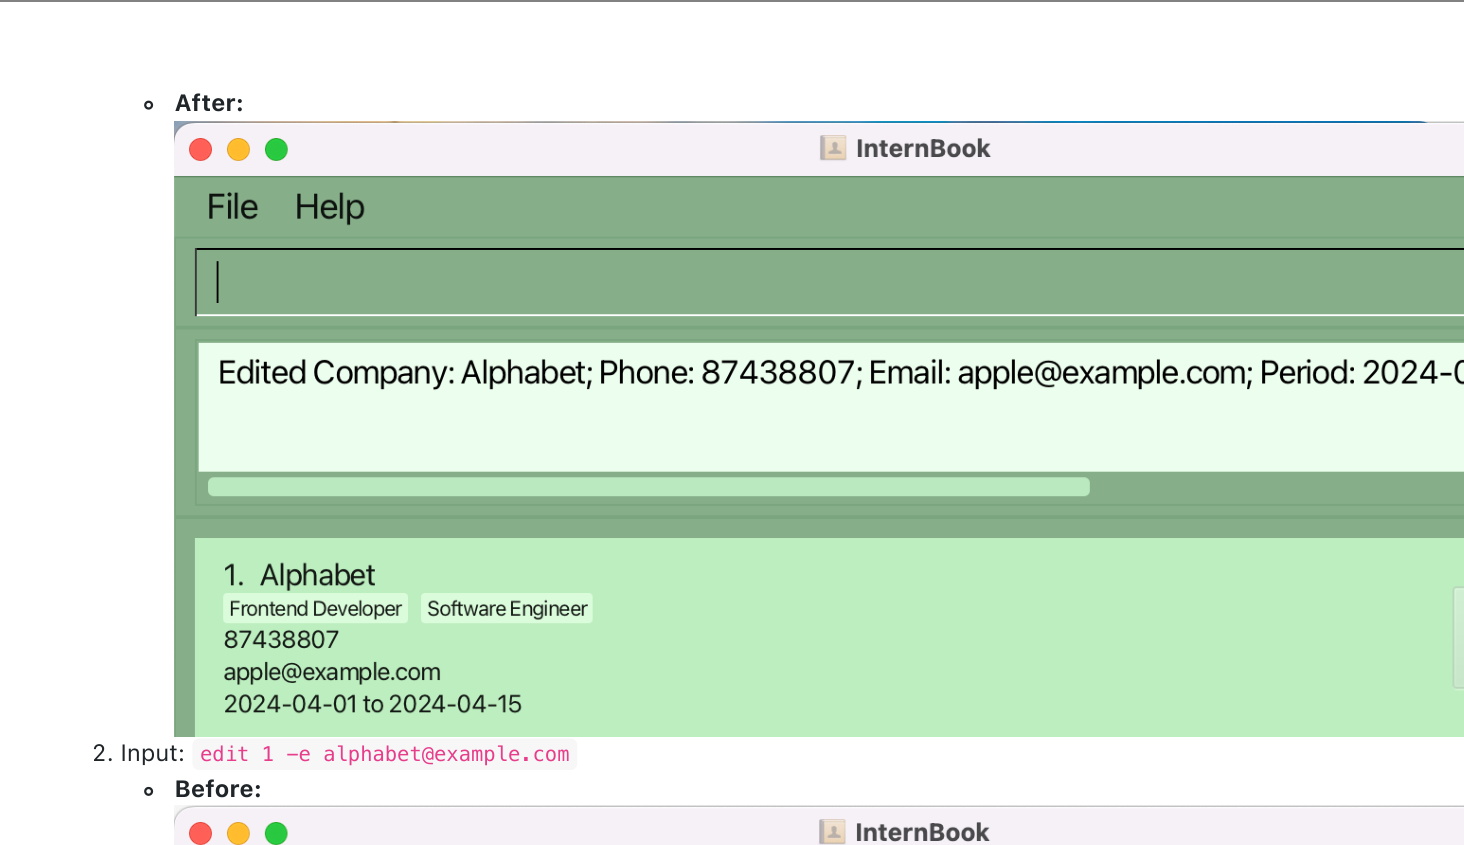 After:
InternBook
File Help
Edited Company: Alphabet; Phone: 87438807; Email: apple@example.com; Period: 2024-0
1. Alphabet
Frontend Developer Software Engineer
87438807
apple@example.com
2024-04-01 to 2024-04-15
2. Input: edit 1 -e alphabet@example.com
Before:
InternBook